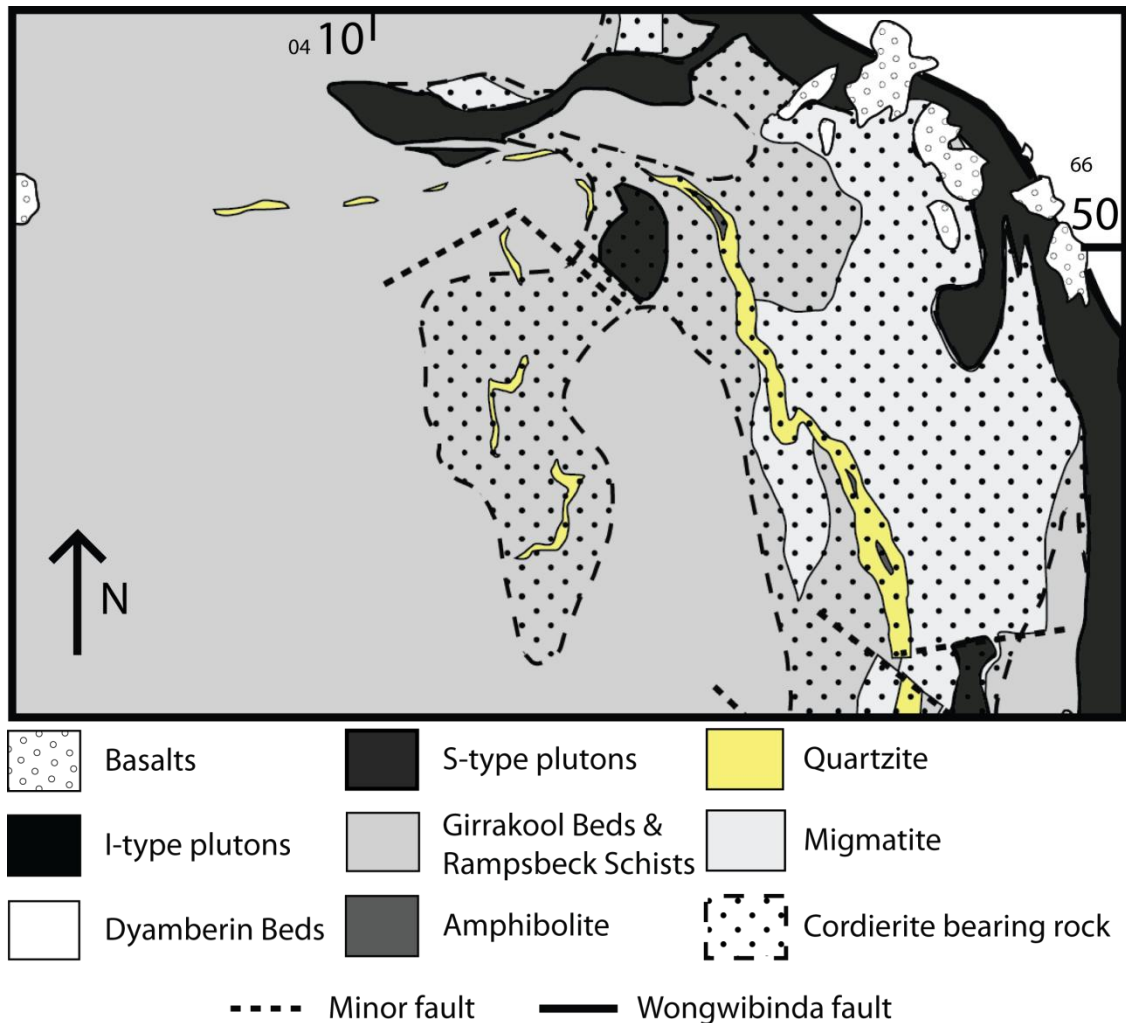 04 10
66
50
N
Basalts
S-type plutons
Quartzite
I-type plutons
Girrakool Beds &
Rampsbeck Schists
Migmatite
Dyamberin Beds
Amphibolite
Cordierite bearing rock
Minor fault
Wongwibinda fault